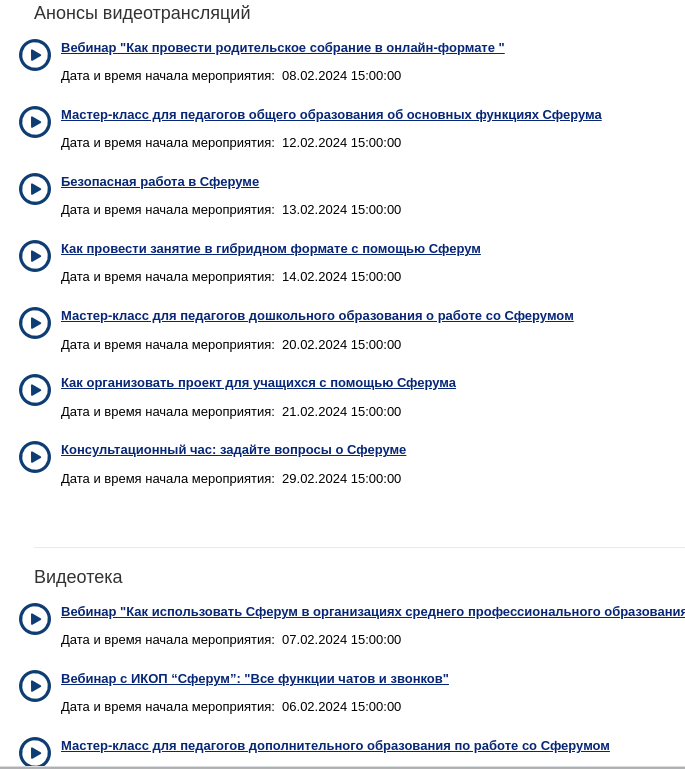 Анонсы видеотрансляций
Вебинар "Как провести родительское собрание в онлайн-формате "
Дата и время начала мероприятия: 08.02.2024 15:00:00
Мастер-класс для педагогов общего образования об основных функциях Сферума
Дата и время начала мероприятия: 12.02.2024 15:00:00
Безопасная работа в Сферуме
Дата и время начала мероприятия: 13.02.2024 15:00:00
Как провести занятие в гибридном формате с помощью Сферум
Дата и время начала мероприятия: 14.02.2024 15:00:00
Мастер-класс для педагогов дошкольного образования о работе со Сферумом
Дата и время начала мероприятия: 20.02.2024 15:00:00
Как организовать проект для учащихся с помощью Сферума
Дата и время начала мероприятия: 21.02.2024 15:00:00
Консультационный час: задайте вопросы о Сферуме
Дата и время начала мероприятия: 29.02.2024 15:00:00
Видеотека
Вебинар "Как использовать Сферум в организациях среднего профессионального образования
Дата и время начала мероприятия: 07.02.2024 15:00:00
Вебинар с ИКОП “Сферум”: "Все функции чатов и звонков"
Дата и время начала мероприятия: 06.02.2024 15:00:00
Мастер-класс для педагогов дополнительного образования по работе со Сферумом